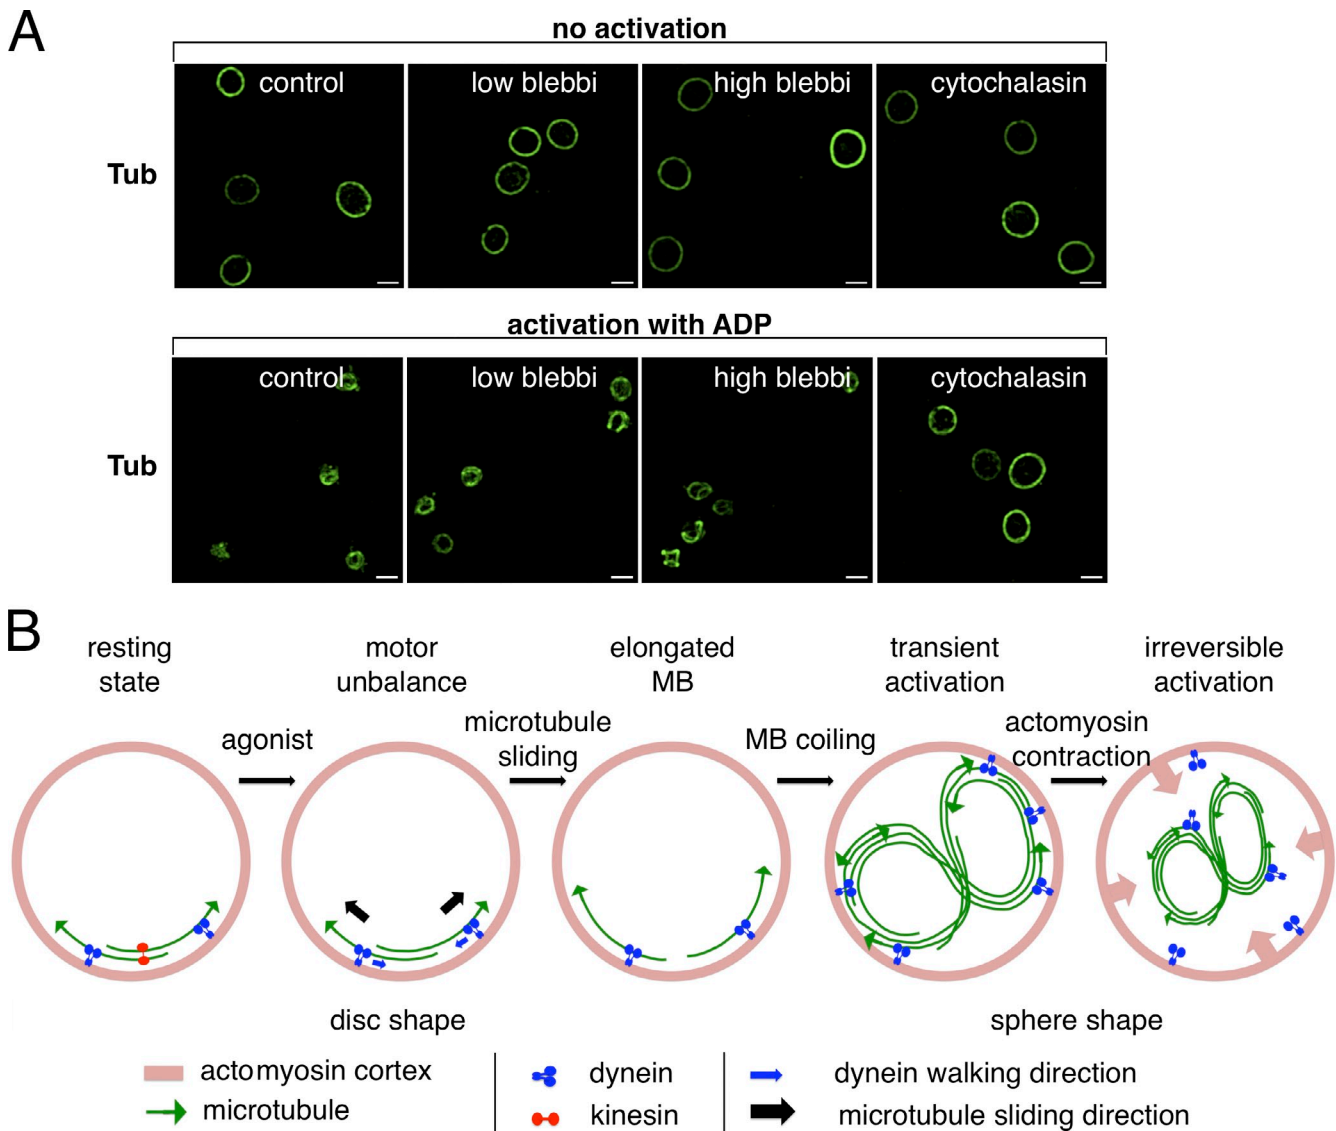 A
no activation
control
low blebbi
high blebbi
cytochalasin
Tub
activation with ADP
control
low blebbi
high blebbi
cytochalasin
Tub
B
resting
state
motor
unbalance
elongated
MB
transient
activation
irreversible
activation
agonist
microtubule
sliding
MB coiling
actomyosin
contraction
disc shape
sphere shape
actomyosin cortex
microtubule
dynein
kinesin
dynein walking direction
microtubule sliding direction